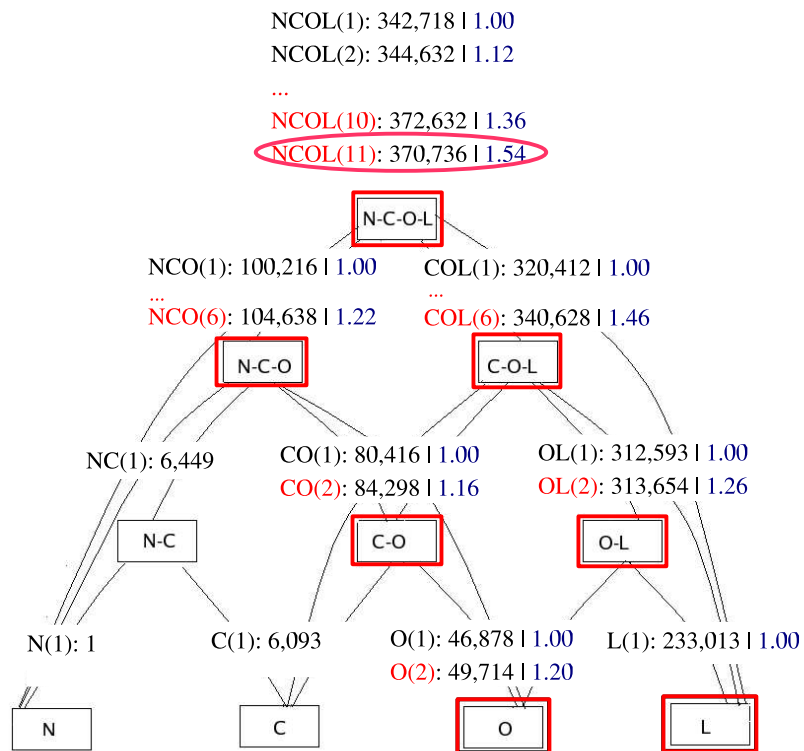 NCOL(1): 342,718 | 1.00
NCOL(2): 344,632 | 1.12
...
NCOL(10): 372,632 | 1.36
NCOL(11): 370,736 | 1.54
N-C-O-L
NCO(1): 100,216 | 1.00 COL(1): 320,412 | 1.00
... ...
NCO(6): 104,638 | 1.22 COL(6): 340,628 | 1.46
N-C-O C-O-L
NC(1): 6,449 CO(1): 80,416 | 1.00 OL(1): 312,593 | 1.00
CO(2): 84,298 | 1.16 OL(2): 313,654 | 1.26
N-C C-O O-L
N(1): 1 C(1): 6,093 O(1): 46,878 | 1.00 L(1): 233,013 | 1.00
O(2): 49,714 | 1.20
N C O L